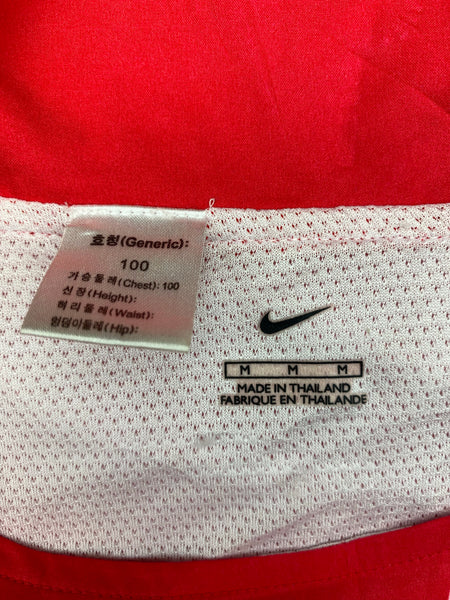 호칭(Generic):
100
가슴둘레(Chest): 100
신장(Height):
허리둘레(Waist):
엉덩이둘레(Hip):
M M M
MADE IN THAILAND
FABRIQUE EN THAILANDE